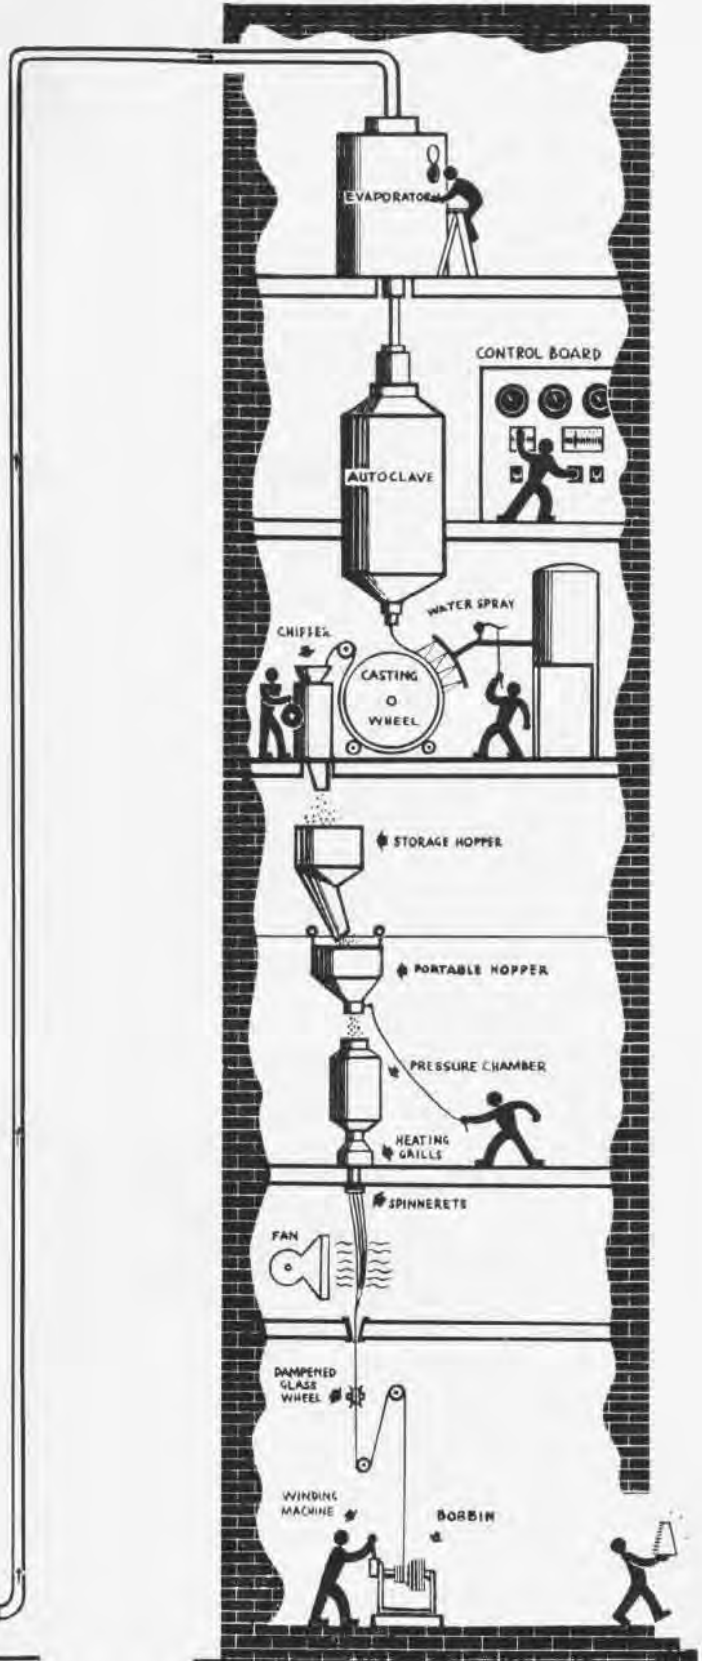 EVAPORATOR
CONTROL BOARD
AUTOCLAVE
WATER SPRAY
CHIPPER
CASTING
WHEEL
STORAGE HOPPER
PORTABLE HOPPER
PRESSURE CHAMBER
HEATING
GRILLS
SPINNERETS
FAN
DAMPENED
GLASS
WHEEL
WINDING
MACHINE
BOBBIN